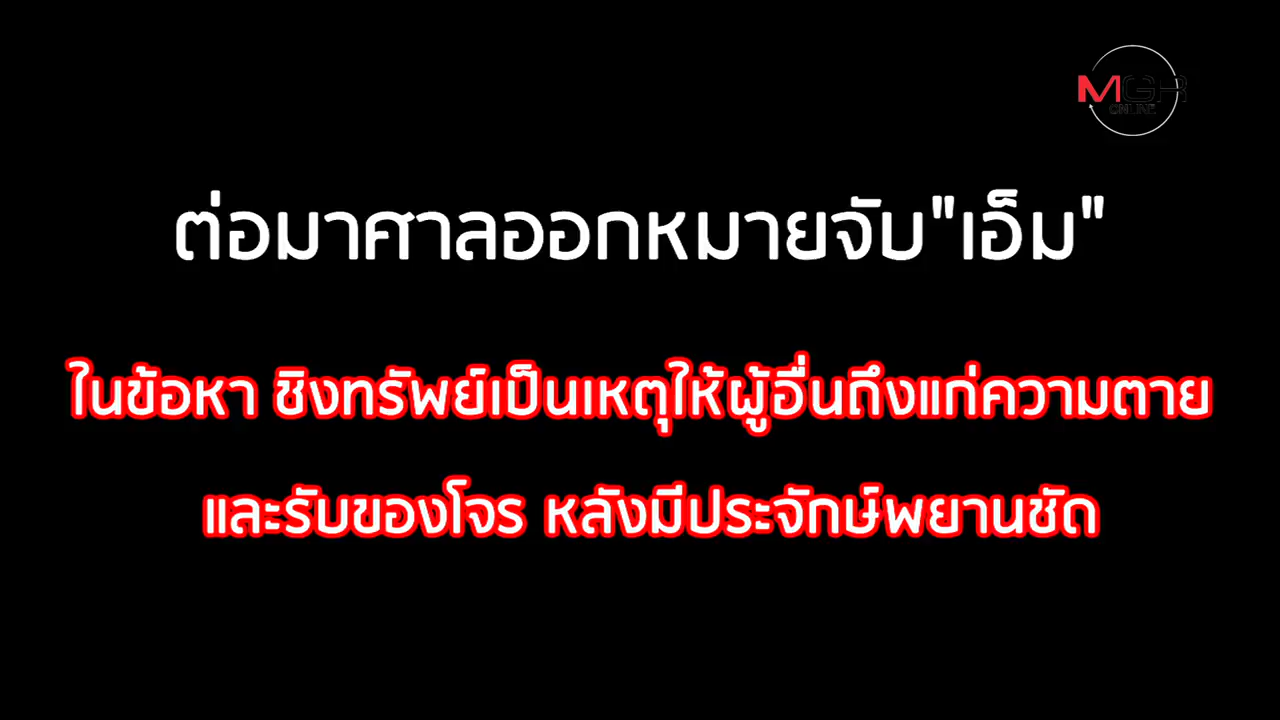 MGR
ONLINE
ต่อมาศาลออกหมายจับ"เอ็ม"
ในข้อหา ชิงทรัพย์เป็นเหตุให้ผู้อื่นถึงแก่ความตาย
และรับของโจร หลังมีประจักษ์พยานชัด